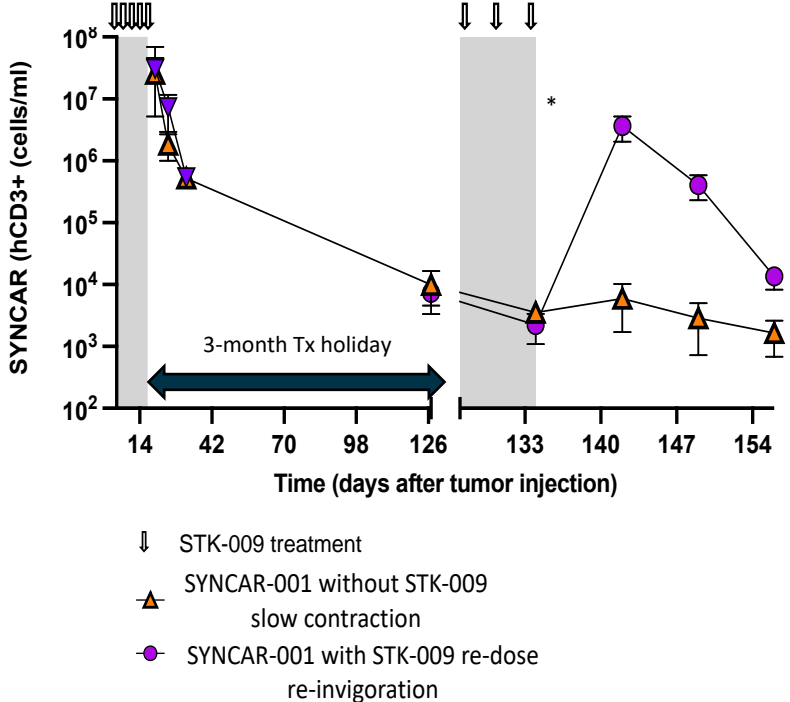 SYNCAR (hCD3+) (cells/ml)
10⁸
10⁷
10⁶
10⁵
10⁴
10³
10²
*
3-month Tx holiday
14 42 70 98 126 133 140 147 154
Time (days after tumor injection)
STK-009 treatment
SYNCAR-001 without STK-009
slow contraction
SYNCAR-001 with STK-009 re-dose
re-invigoration